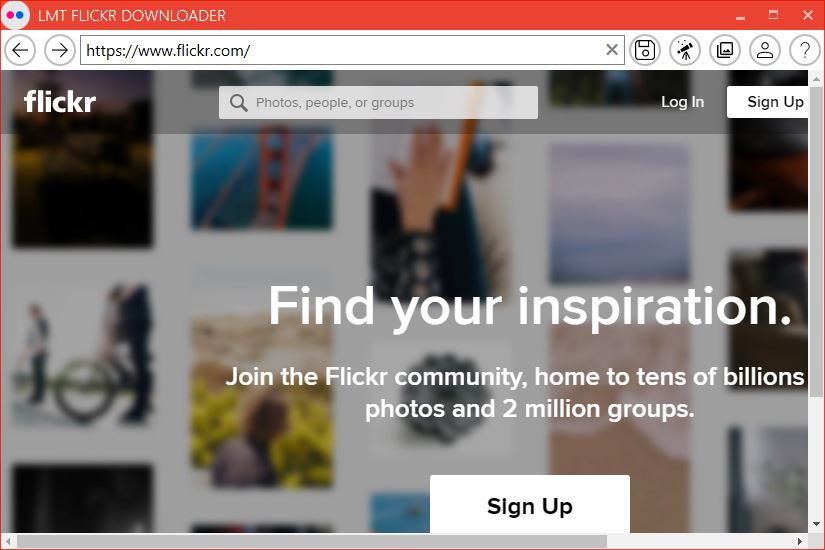 LMT FLICKR DOWNLOADER
https://www.flickr.com/
?
flickr
Photos, people, or groups
Log In
Sign Up
Find your inspiration.
Join the Flickr community, home to tens of billions
photos and 2 million groups.
Sign Up